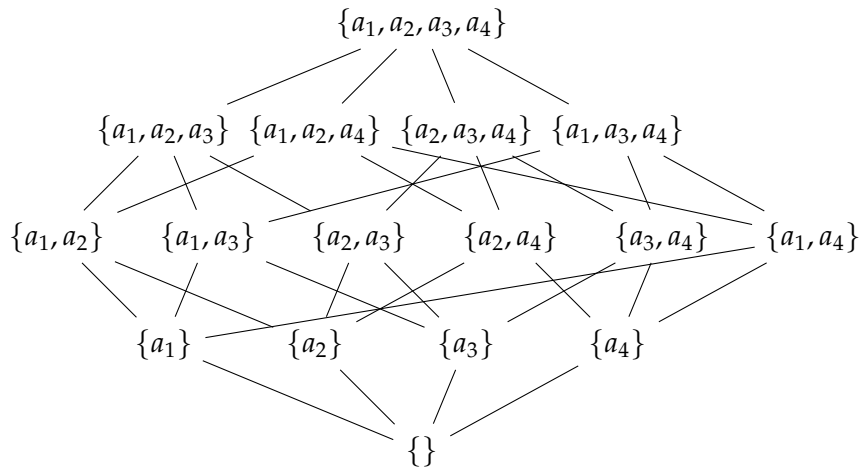 {a₁, a₂, a₃, a₄}
{a₁, a₂, a₃} {a₁, a₂, a₄} {a₂, a₃, a₄} {a₁, a₃, a₄}
{a₁, a₂} {a₁, a₃} {a₂, a₃} {a₂, a₄} {a₃, a₄} {a₁, a₄}
{a₁} {a₂} {a₃} {a₄}
{}